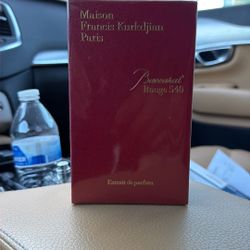 Maison
Francis Kurkdjian
Paris
Baccarat
Rouge 540
Extrait de parfum